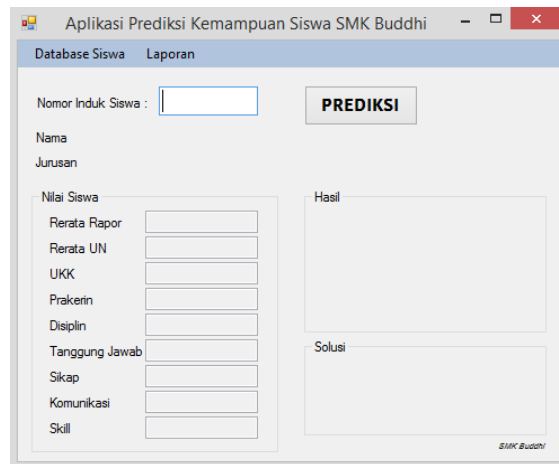 Aplikasi Prediksi Kemampuan Siswa SMK Buddhi
Database Siswa Laporan
Nomor Induk Siswa : PREDIKSI
Nama
Jurusan
Nilai Siswa
Rerata Rapor
Rerata UN
UKK
Prakerin
Disiplin
Tanggung Jawab
Sikap
Komunikasi
Skill
Hasil
Solusi
SMK Buddhi